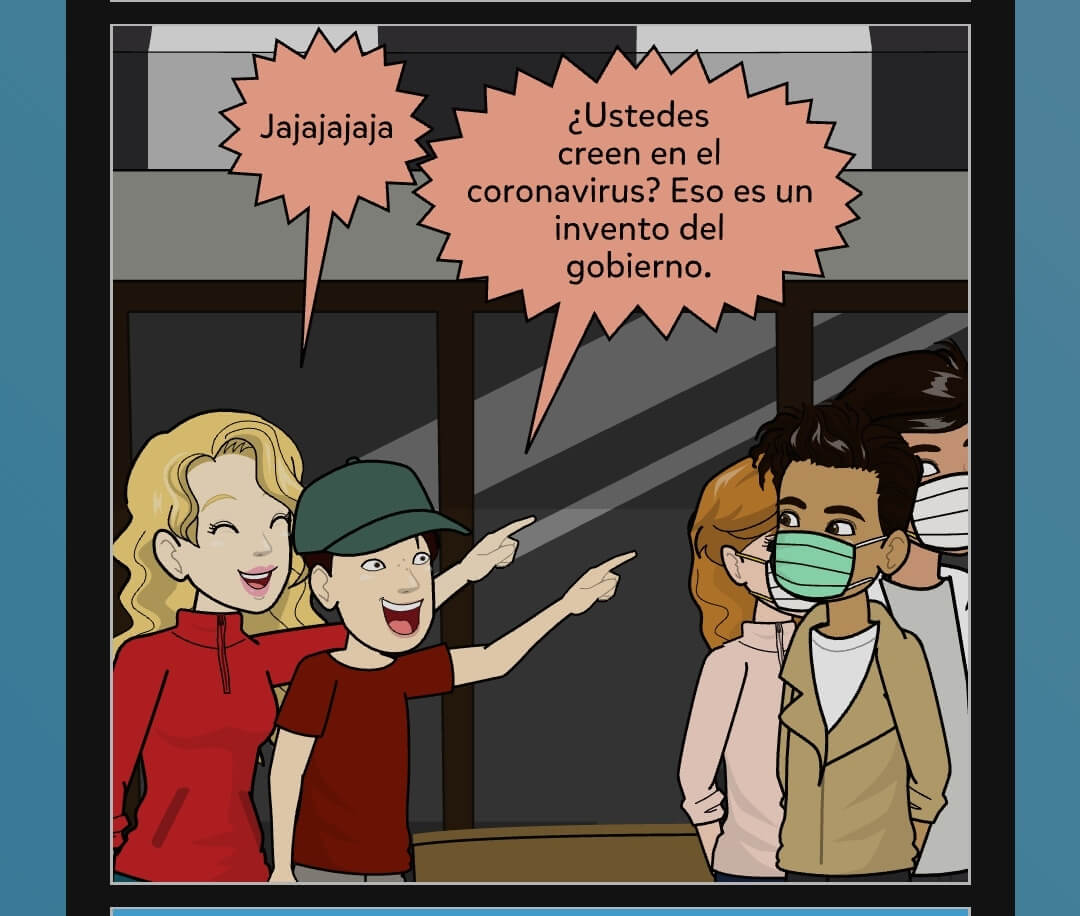 Jajajajaja
¿Ustedes
creen en el
coronavirus? Eso es un
invento del
gobierno.